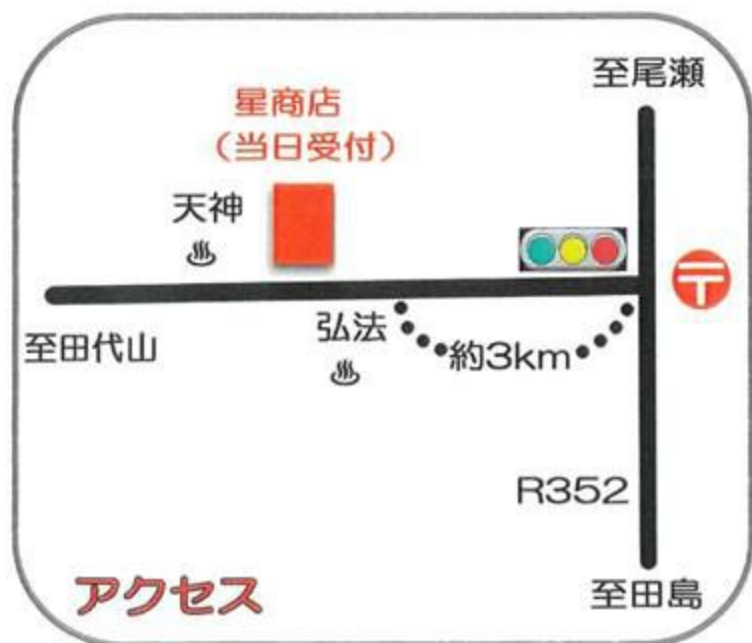 至尾瀬
星商店
(当日受付)
天神
弘法
約3km
至田代山
R352
至田島
アクセス